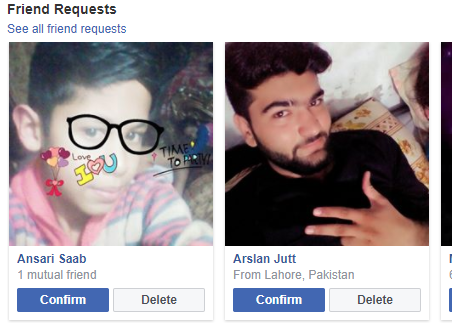 Friend Requests
See all friend requests
Love
I
U
TIME
TO PARTY!
Ansari Saab
1 mutual friend
Confirm
Delete
Arslan Jutt
From Lahore, Pakistan
Confirm
Delete